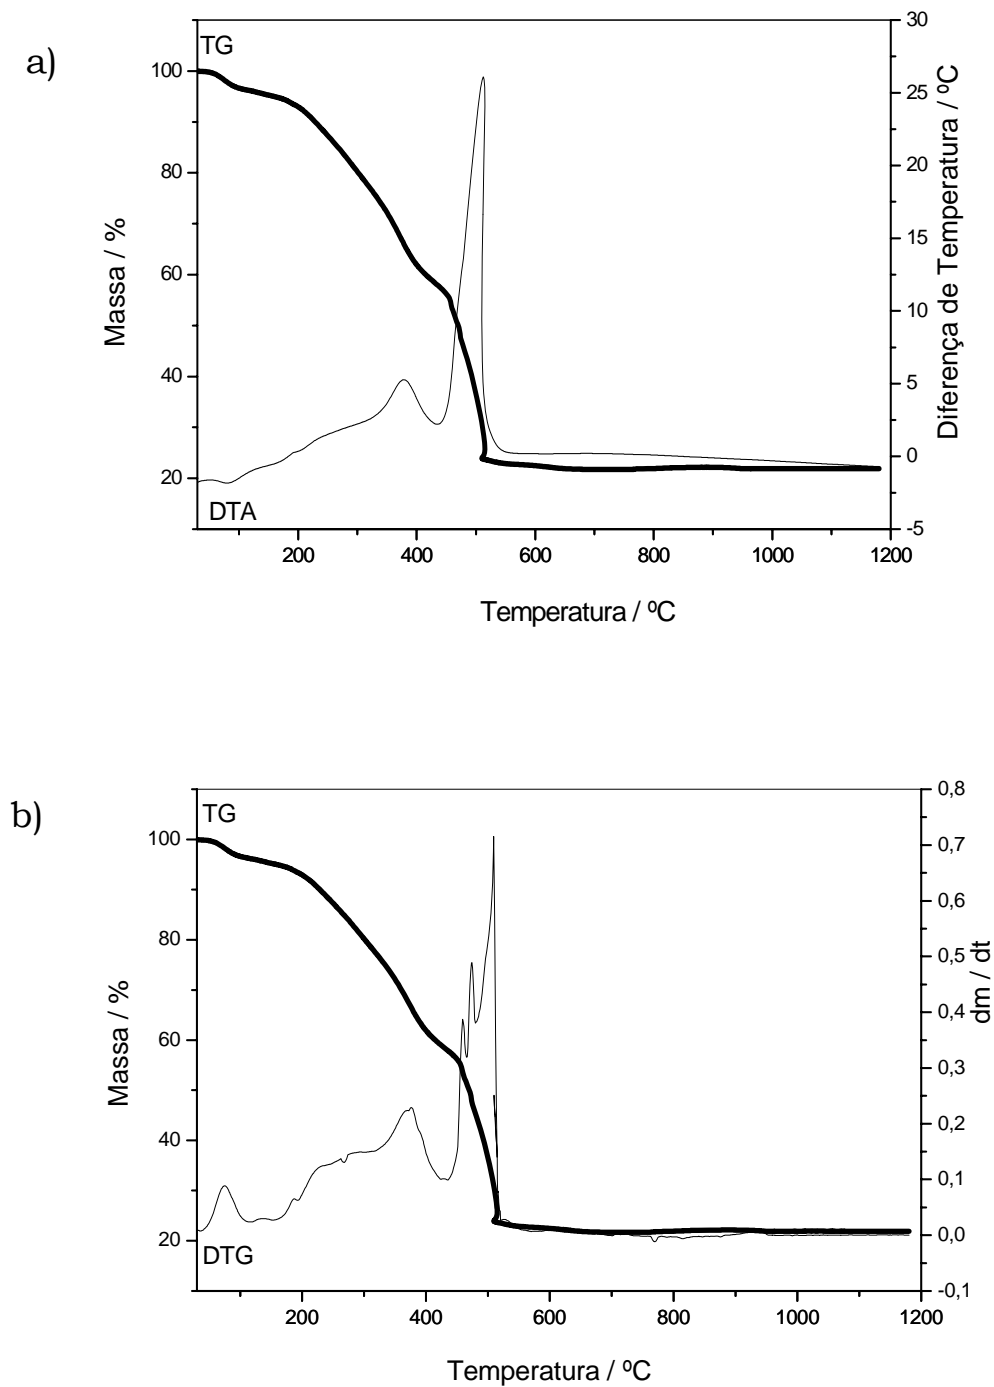 a)
TG
100
80
60
40
20
Massa / %
DTA
30
25
20
15
10
5
0
-5
Diferença de Temperatura / ºC
200 400 600 800 1000 1200
Temperatura / ºC
b)
TG
100
80
60
40
20
Massa / %
DTG
0,8
0,7
0,6
0,5
0,4
0,3
0,2
0,1
0,0
-0,1
dm / dt
200 400 600 800 1000 1200
Temperatura / ºC